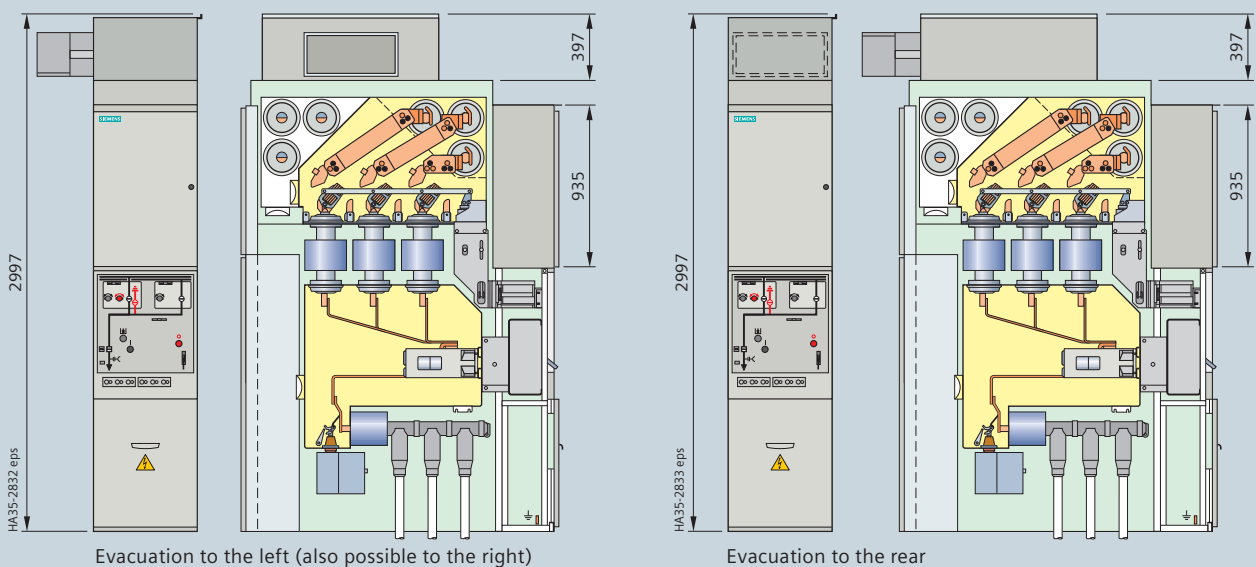 397
397
SIEMENS
SIEMENS
935
935
2997
2997
HA35-2832 eps
HA35-2833 eps
Evacuation to the left (also possible to the right)
Evacuation to the rear